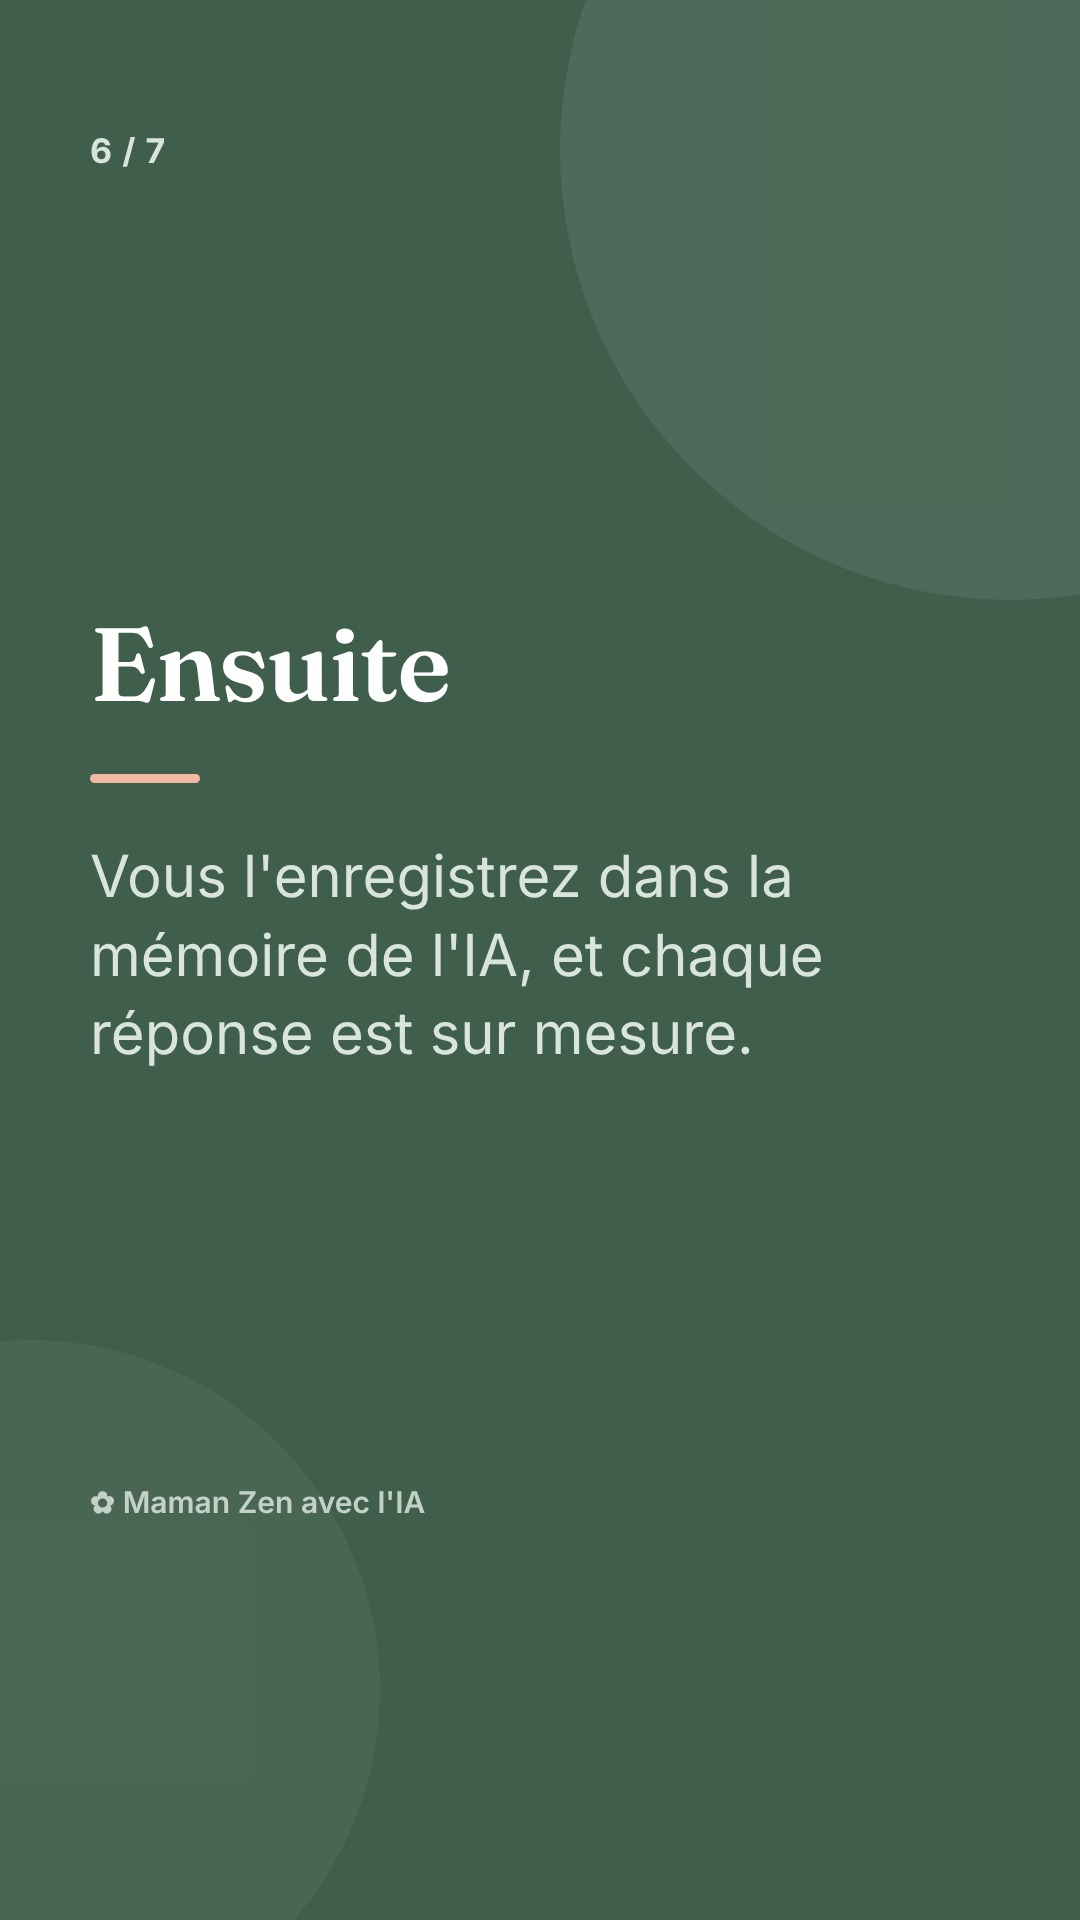 6 / 7
Ensuite
Vous l'enregistrez dans la
mémoire de l'IA, et chaque
réponse est sur mesure.
✿ Maman Zen avec l'IA